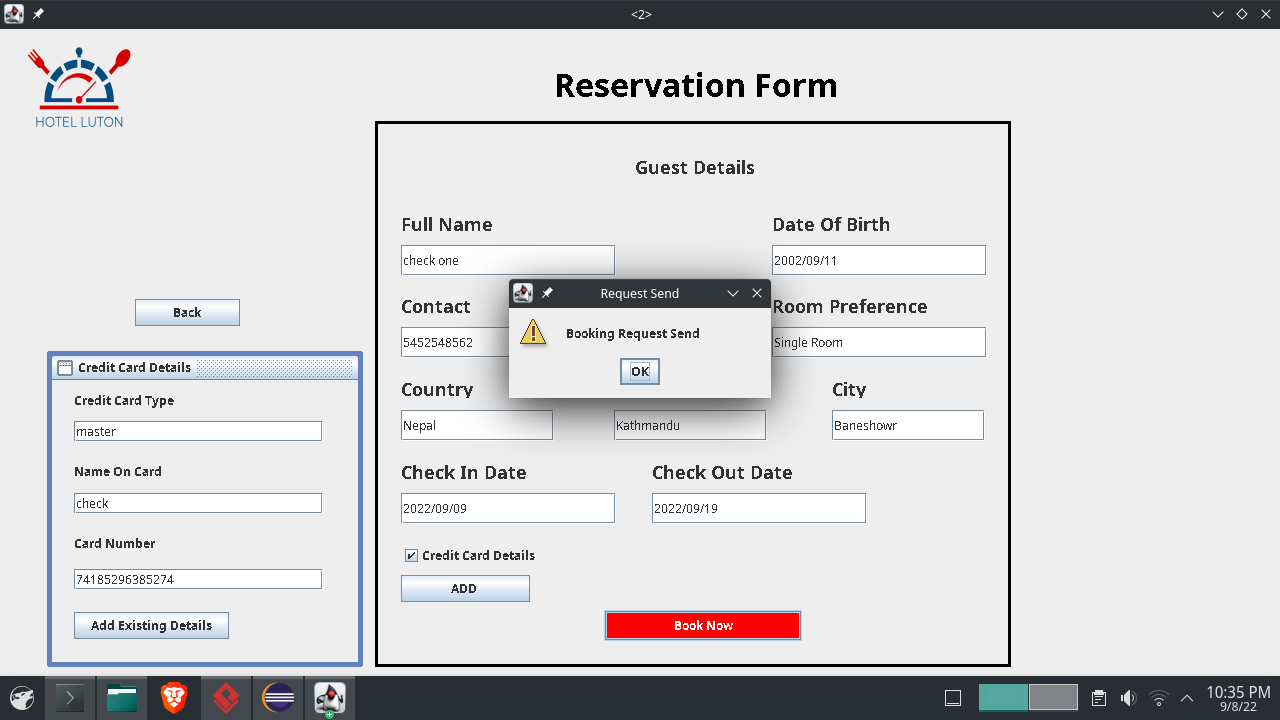 <2>
HOTEL LUTON
Reservation Form
Guest Details
Full Name
Date Of Birth
check one
2002/09/11
Request Send
Booking Request Send
OK
Contact
Room Preference
5452548562
Single Room
Country
City
Nepal
Kathmandu
Baneshowr
Check In Date
Check Out Date
2022/09/09
2022/09/19
Credit Card Details
ADD
Book Now
Back
Credit Card Details
Credit Card Type
master
Name On Card
check
Card Number
74185296385274
Add Existing Details
10:35 PM
9/8/22